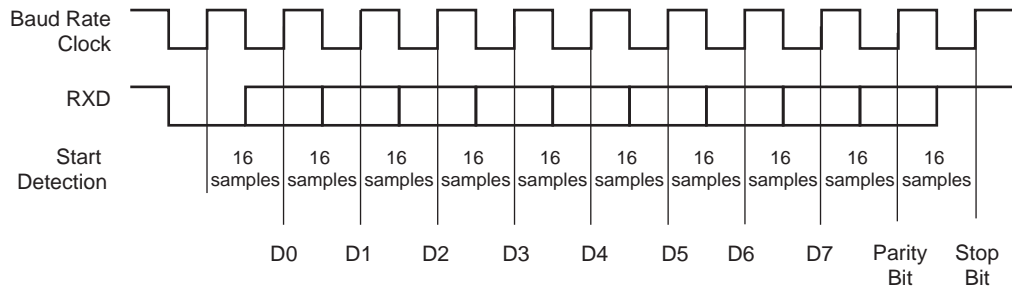 Baud Rate
Clock
RXD
Start
Detection
16 16 16 16 16 16 16 16 16 16
samples samples samples samples samples samples samples samples samples samples
D0 D1 D2 D3 D4 D5 D6 D7 Parity Stop
Bit Bit